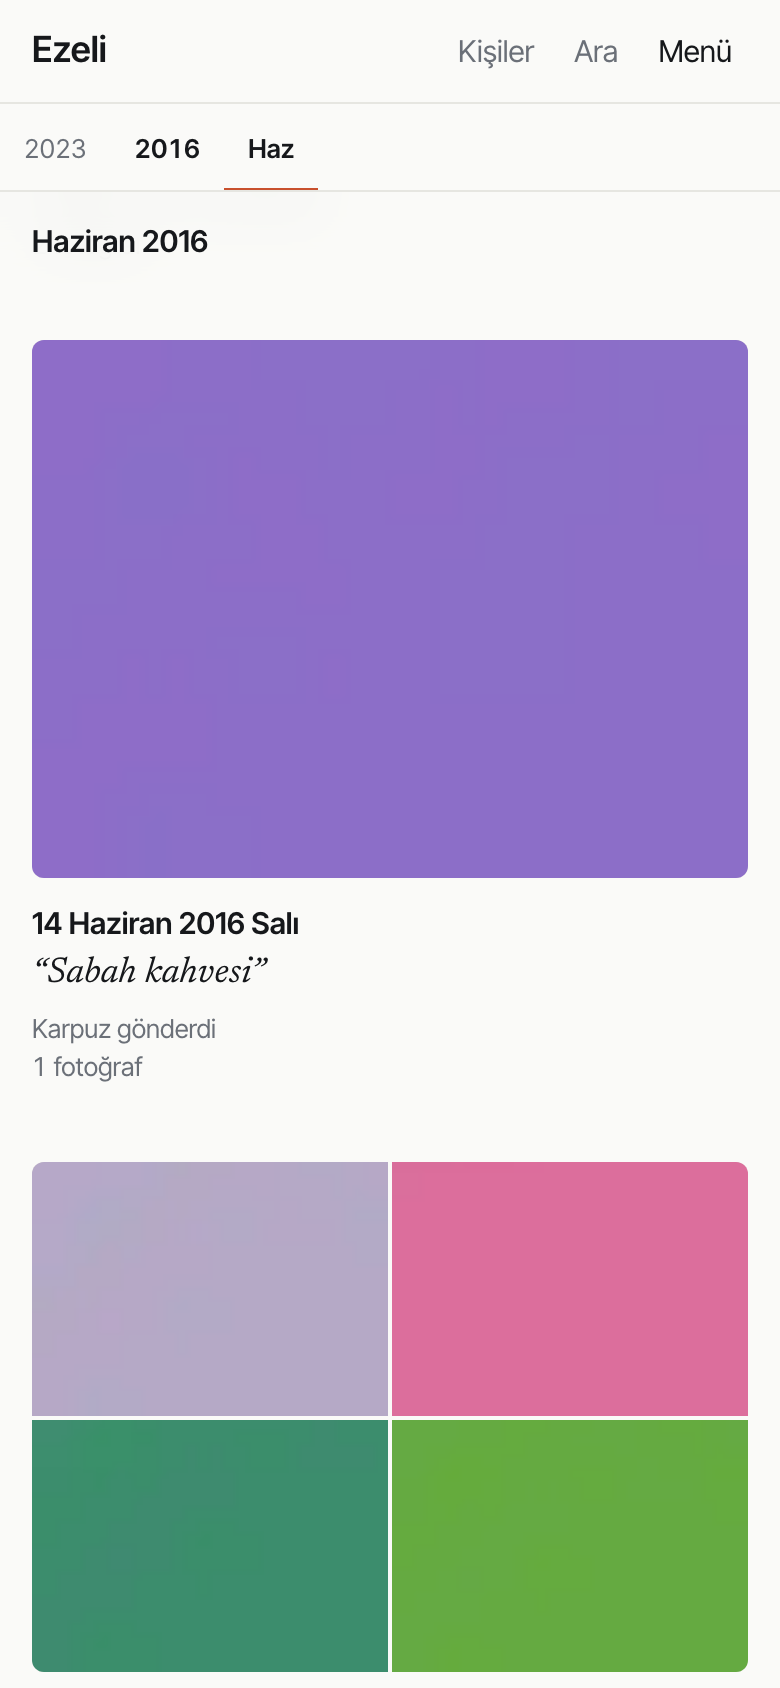 Ezeli
Kişiler
Ara
Menü
2023
2016
Haz
Haziran 2016
14 Haziran 2016 Salı
“Sabah kahvesi”
Karpuz gönderdi
1 fotoğraf